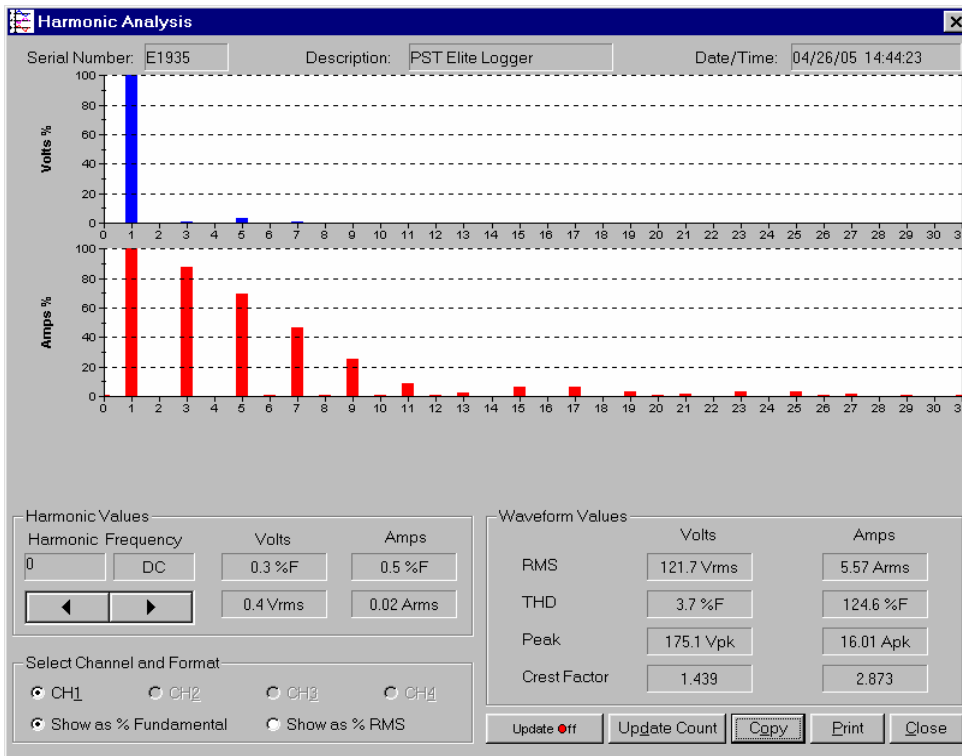 Harmonic Analysis
Serial Number: E1935 Description: PST Elite Logger Date/Time: 04/26/05 14:44:23
Volts %
100
80
60
40
20
0
0 1 2 3 4 5 6 7 8 9 10 11 12 13 14 15 16 17 18 19 20 21 22 23 24 25 26 27 28 29 30
Amps %
100
80
60
40
20
0
0 1 2 3 4 5 6 7 8 9 10 11 12 13 14 15 16 17 18 19 20 21 22 23 24 25 26 27 28 29 30
Harmonic Values
Harmonic Frequency Volts Amps
0 DC 0.3 %F 0.5 %F
0.4 Vrms 0.02 Arms
Select Channel and Format
CH1 CH2 CH3 CH4
Show as % Fundamental Show as % RMS
Waveform Values
Volts Amps
RMS 121.7 Vrms 5.57 Arms
THD 3.7 %F 124.6 %F
Peak 175.1 Vpk 16.01 Apk
Crest Factor 1.439 2.873
Update Off Update Count Copy Print Close